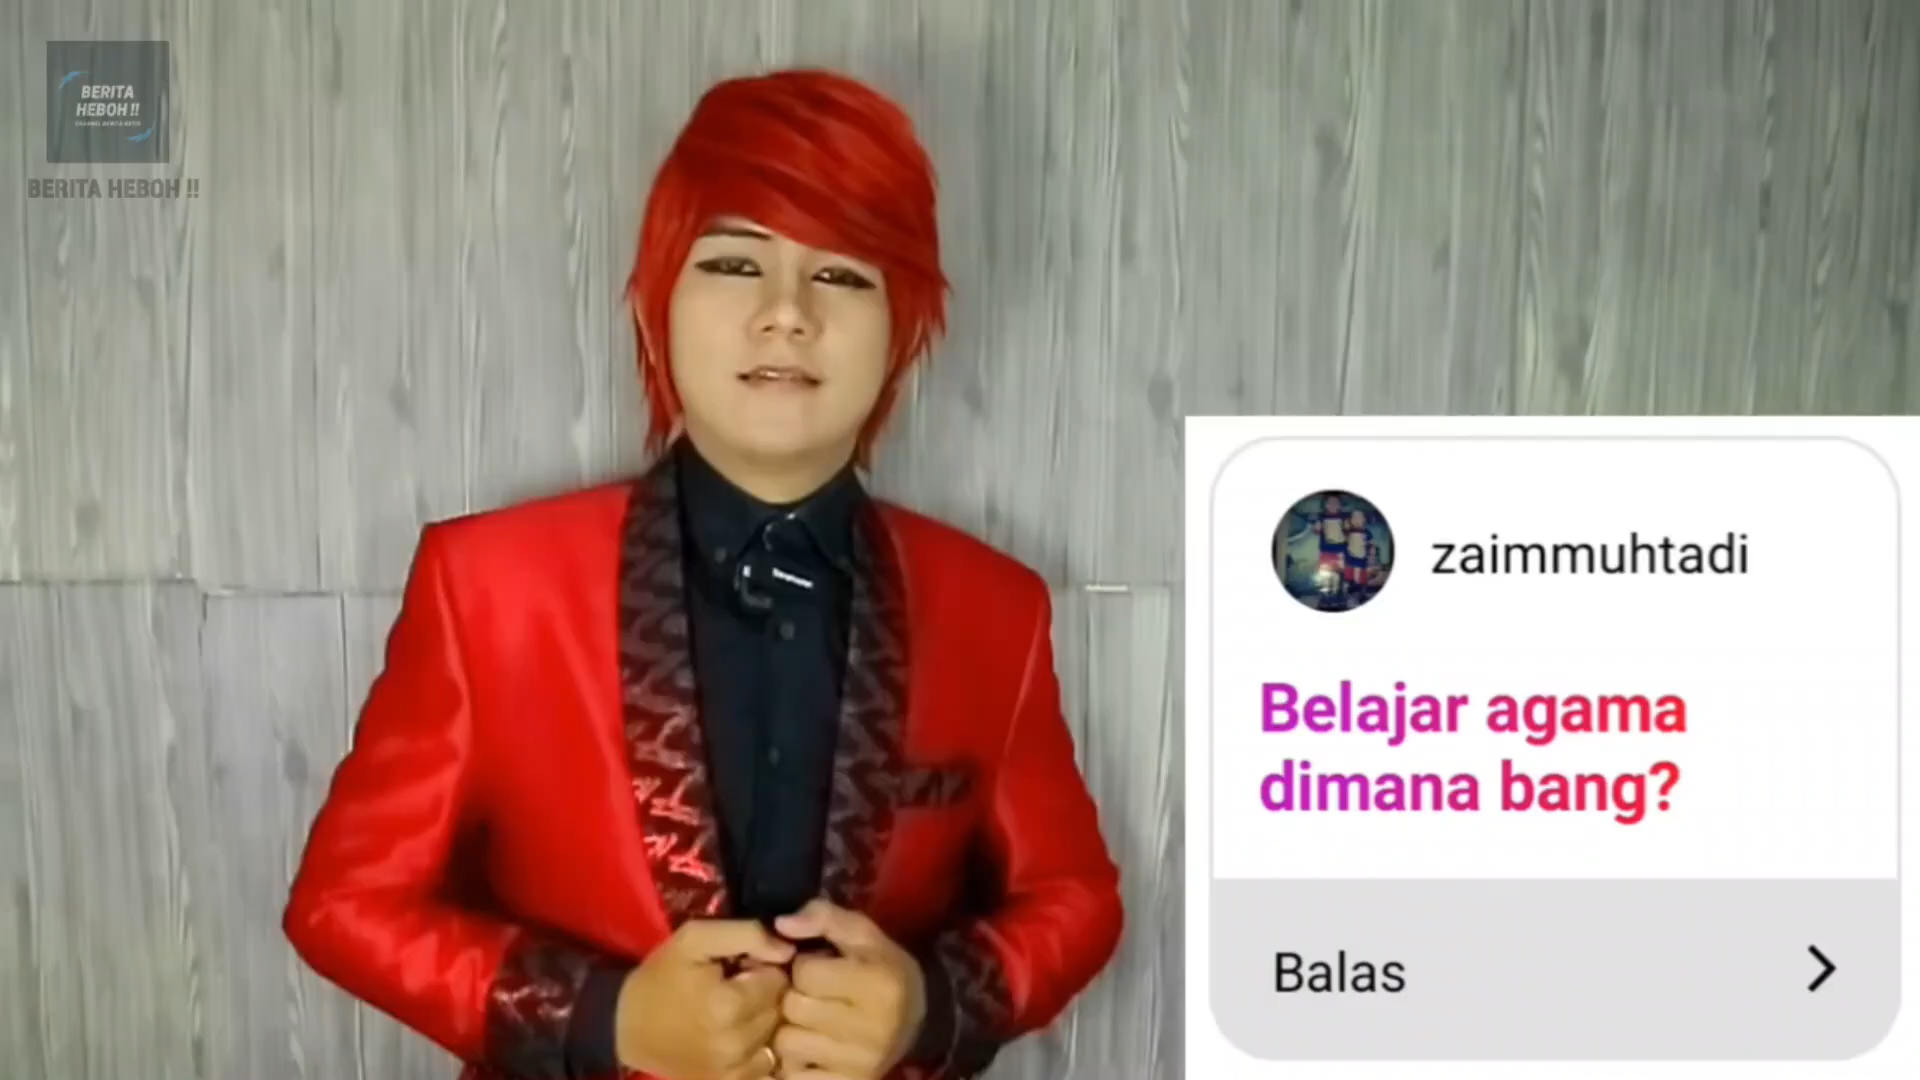 BERITA
HEBOH !!
BERITA HEBOH !!
zaimmuhtadi
Belajar agama
dimana bang?
Balas